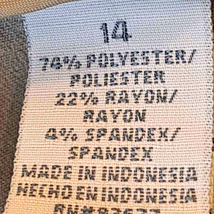 14
74% POLYESTER/
POLIESTER
22% RAYON/
RAYON
4% SPANDEX/
SPANDEX
MADE IN INDONESIA
HECHO EN INDONESIA